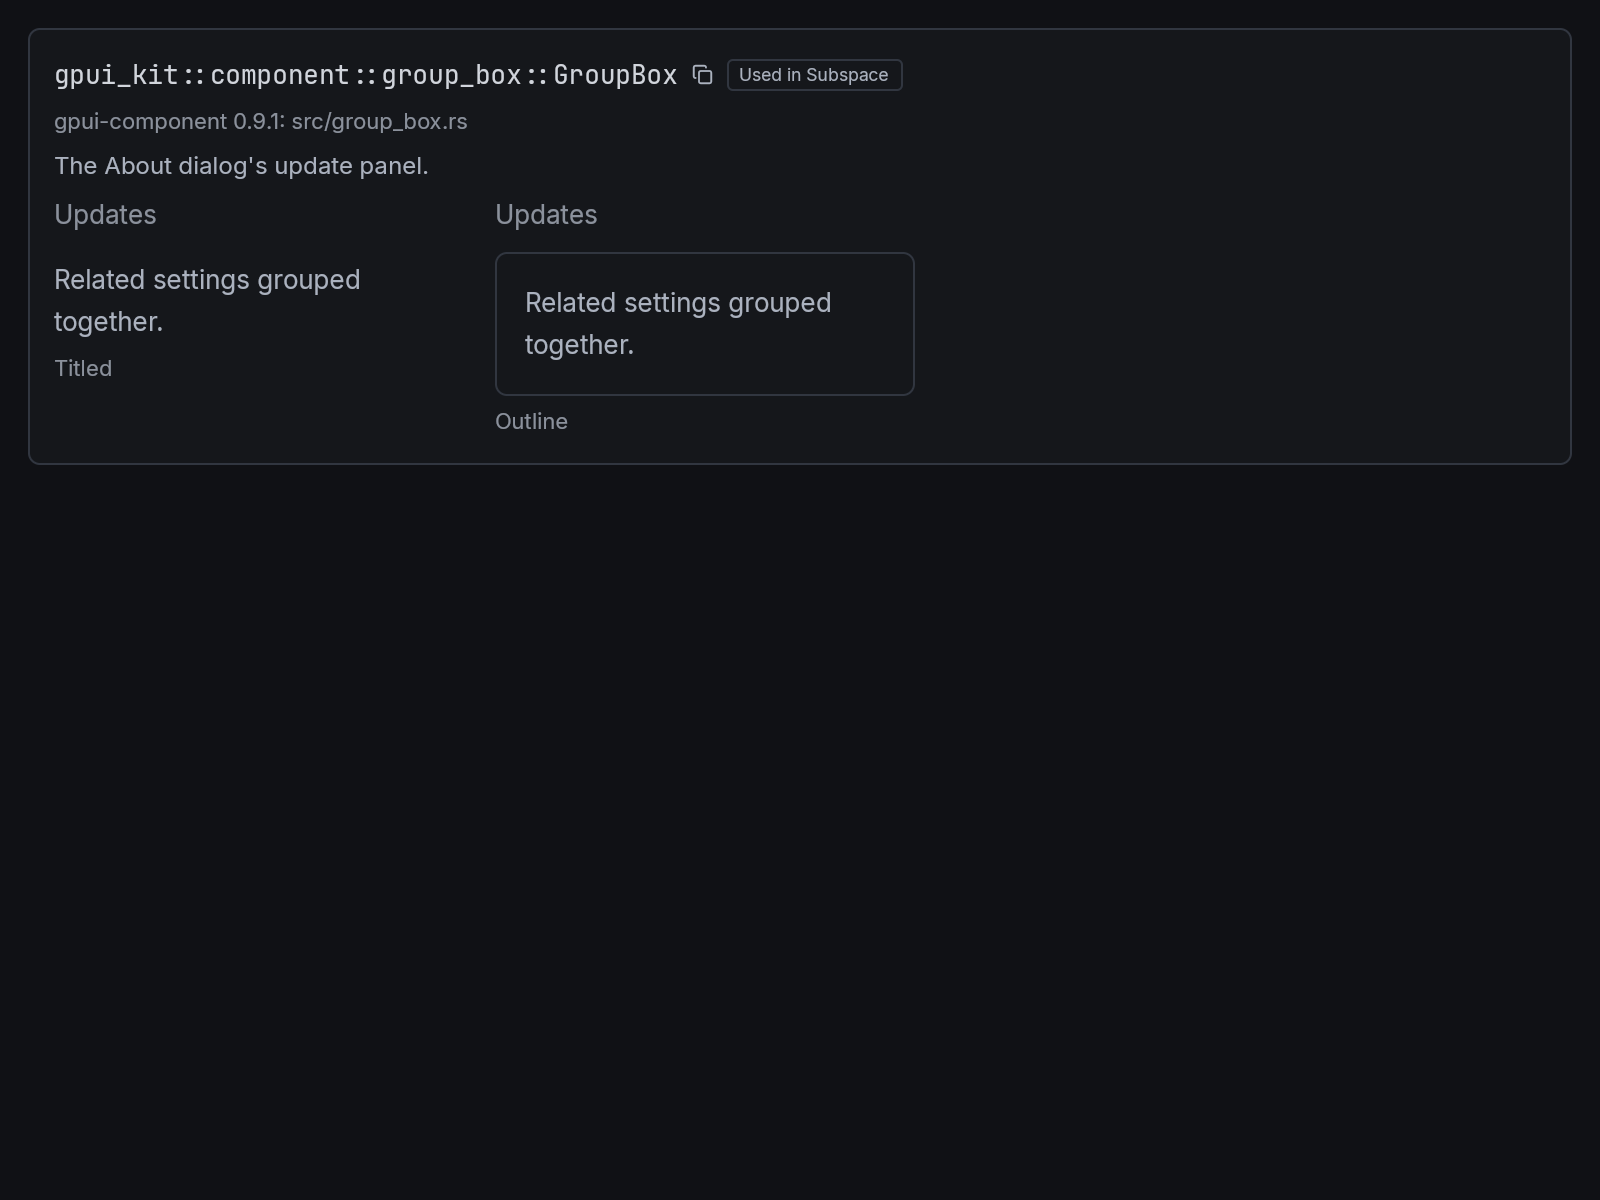 gpui_kit::component::group_box::GroupBox Used in Subspace
gpui-component 0.9.1: src/group_box.rs
The About dialog's update panel.
Updates
Related settings grouped
together.
Titled
Updates
Related settings grouped
together.
Outline